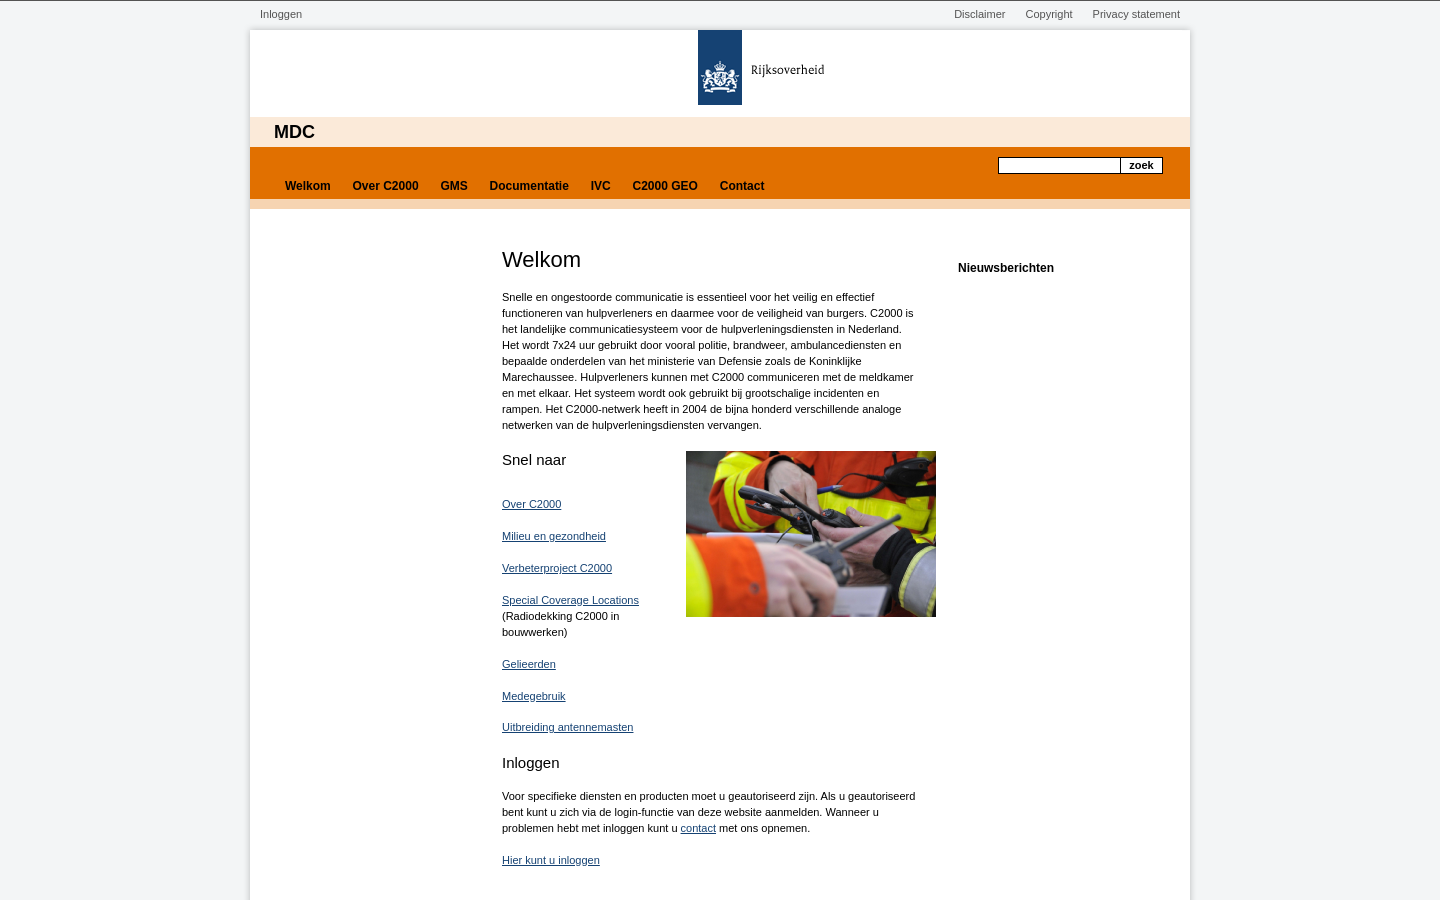 Inloggen
Disclaimer Copyright Privacy statement
Rijksoverheid
MDC
zoek
Welkom Over C2000 GMS Documentatie IVC C2000 GEO Contact
Welkom
Snelle en ongestoorde communicatie is essentieel voor het veilig en effectief
functioneren van hulpverleners en daarmee voor de veiligheid van burgers. C2000 is
het landelijke communicatiesysteem voor de hulpverleningsdiensten in Nederland.
Het wordt 7x24 uur gebruikt door vooral politie, brandweer, ambulancediensten en
bepaalde onderdelen van het ministerie van Defensie zoals de Koninklijke
Marechaussee. Hulpverleners kunnen met C2000 communiceren met de meldkamer
en met elkaar. Het systeem wordt ook gebruikt bij grootschalige incidenten en
rampen. Het C2000-netwerk heeft in 2004 de bijna honderd verschillende analoge
netwerken van de hulpverleningsdiensten vervangen.
Snel naar
Over C2000
Milieu en gezondheid
Verbeterproject C2000
Special Coverage Locations
(Radiodekking C2000 in
bouwwerken)
Gelieerden
Medegebruik
Uitbreiding antennemasten
Inloggen
Voor specifieke diensten en producten moet u geautoriseerd zijn. Als u geautoriseerd
bent kunt u zich via de login-functie van deze website aanmelden. Wanneer u
problemen hebt met inloggen kunt u contact met ons opnemen.
Hier kunt u inloggen
Nieuwsberichten